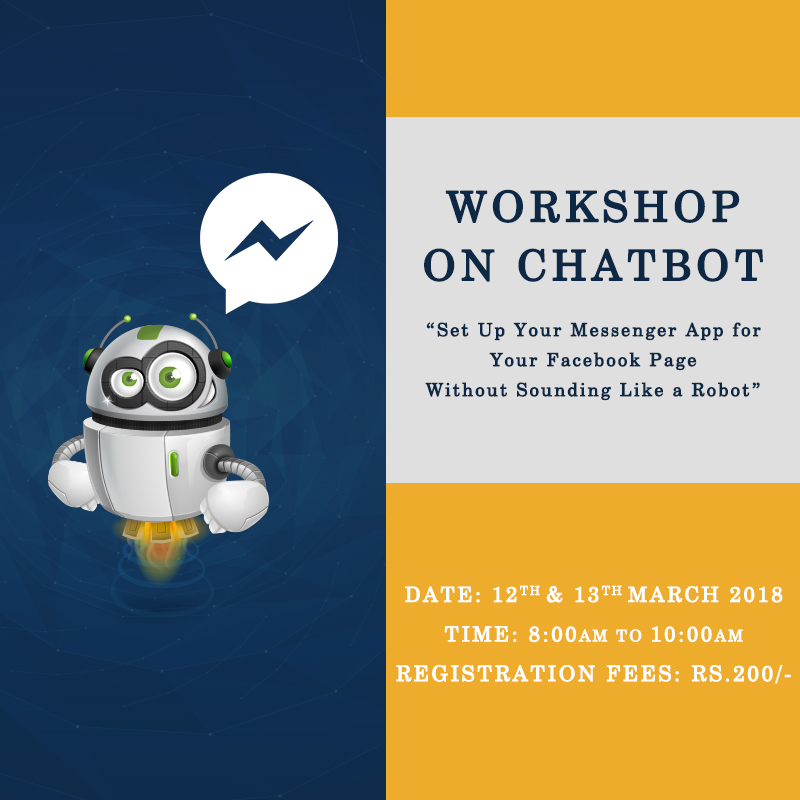 WORKSHOP
ON CHATBOT
“Set Up Your Messenger App for
Your Facebook Page
Without Sounding Like a Robot”
DATE: 12TH & 13TH MARCH 2018
TIME: 8:00AM TO 10:00AM
REGISTRATION FEES: RS.200/-